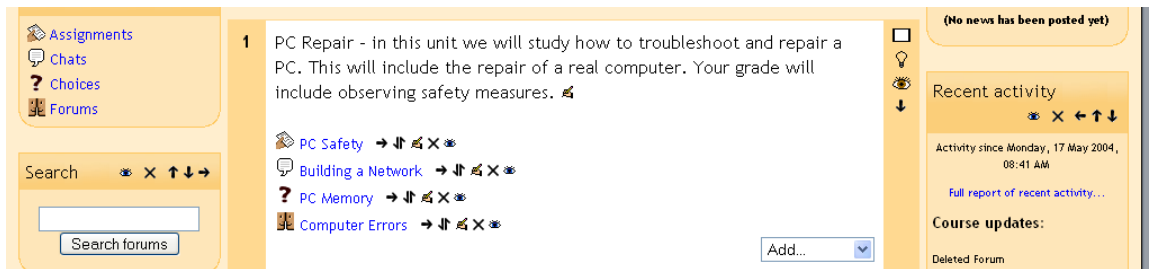 Assignments
Chats
Choices
Forums
Search
Search forums
1
PC Repair - in this unit we will study how to troubleshoot and repair a
PC. This will include the repair of a real computer. Your grade will
include observing safety measures.
PC Safety
Building a Network
PC Memory
Computer Errors
Add...
(No news has been posted yet)
Recent activity
Activity since Monday, 17 May 2004,
08:41 AM
Full report of recent activity...
Course updates:
Deleted Forum